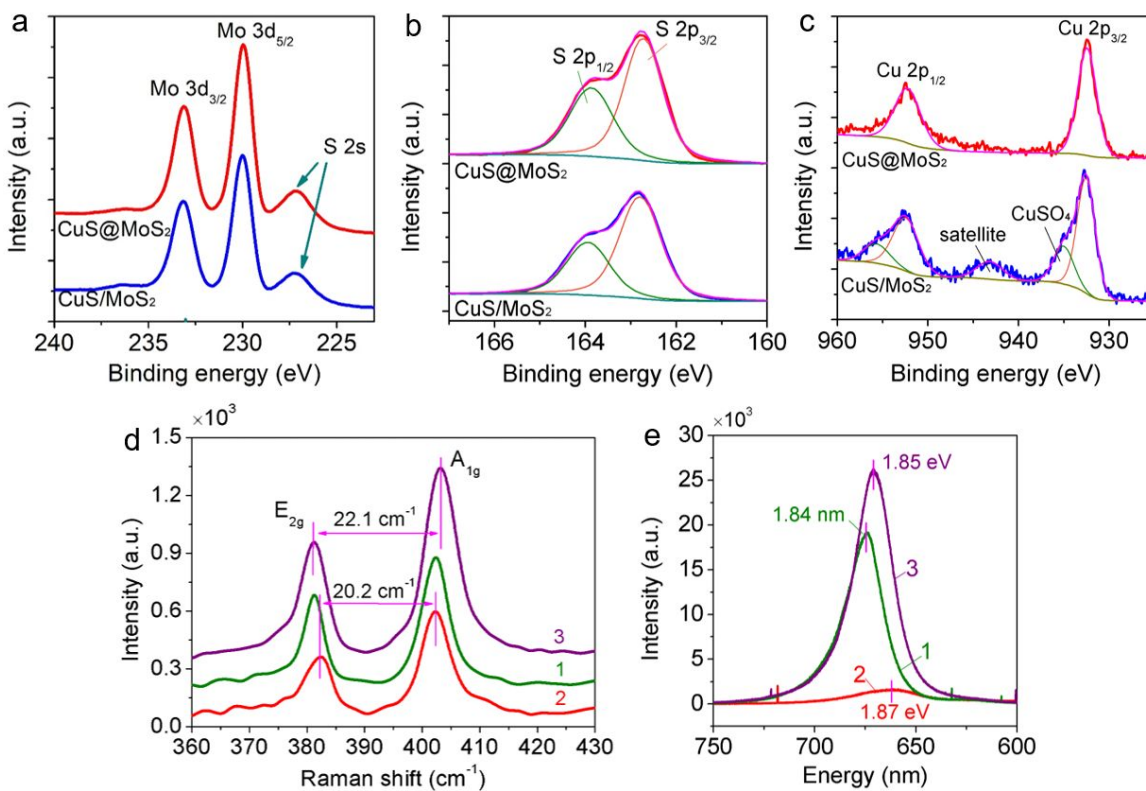 a
Mo 3d5/2
Mo 3d3/2
S 2s
CuS@MoS2
CuS/MoS2
240 235 230 225
Binding energy (eV)
Intensity (a.u.)
b
S 2p3/2
S 2p1/2
CuS@MoS2
CuS/MoS2
166 164 162 160
Binding energy (eV)
Intensity (a.u.)
c
Cu 2p3/2
Cu 2p1/2
CuS@MoS2
CuSO4
satellite
CuS/MoS2
960 950 940 930
Binding energy (eV)
Intensity (a.u.)
d
×10³
1.5
1.2
0.9
0.6
0.3
0.0
A1g
E2g
22.1 cm⁻¹
20.2 cm⁻¹
3
1
2
360 370 380 390 400 410 420 430
Raman shift (cm⁻¹)
Intensity (a.u.)
e
×10³
30
25
20
15
10
5
0
1.85 eV
1.84 nm
3
1
2
1.87 eV
750 700 650 600
Energy (nm)
Intensity (a.u.)